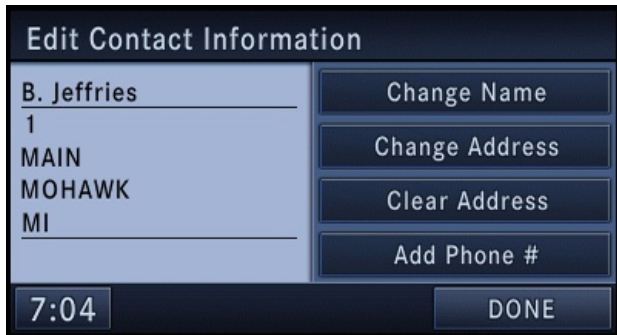 Edit Contact Information
B. Jeffries
1
MAIN
MOHAWK
MI
Change Name
Change Address
Clear Address
Add Phone #
7:04
DONE